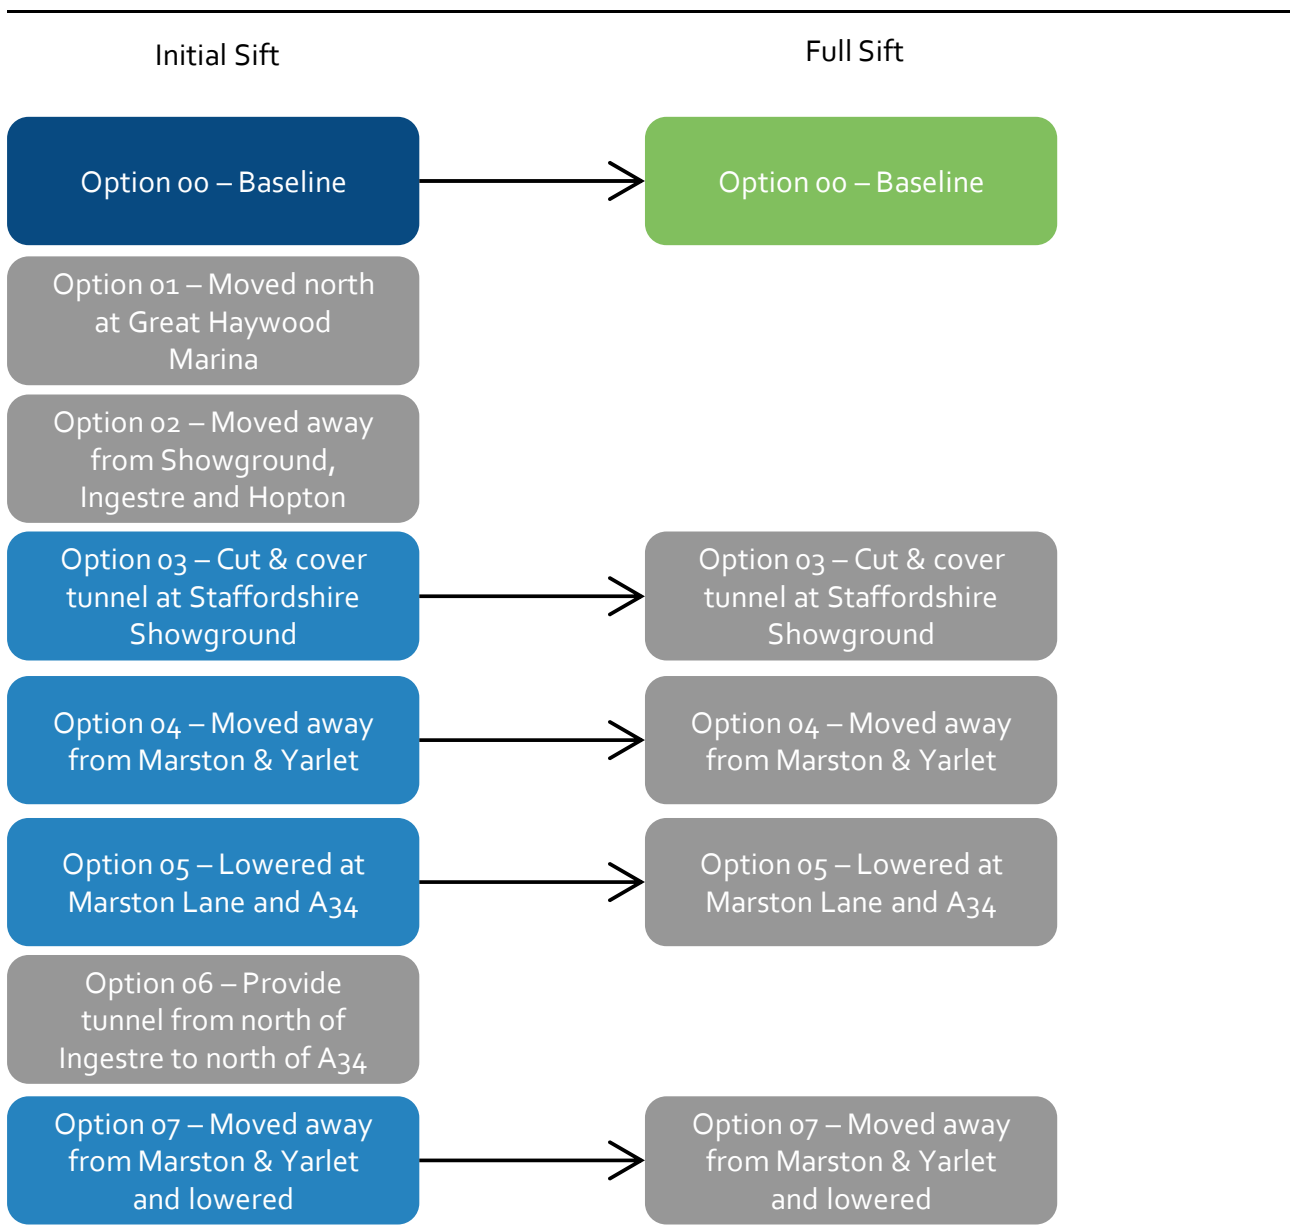 Initial Sift
Full Sift
Option 00 – Baseline
Option 00 – Baseline
Option 01 – Moved north
at Great Haywood
Marina
Option 02 – Moved away
from Showground,
Ingestre and Hopton
Option 03 – Cut & cover
tunnel at Staffordshire
Showground
Option 03 – Cut & cover
tunnel at Staffordshire
Showground
Option 04 – Moved away
from Marston & Yarlet
Option 04 – Moved away
from Marston & Yarlet
Option 05 – Lowered at
Marston Lane and A34
Option 05 – Lowered at
Marston Lane and A34
Option 06 – Provide
tunnel from north of
Ingestre to north of A34
Option 07 – Moved away
from Marston & Yarlet
and lowered
Option 07 – Moved away
from Marston & Yarlet
and lowered